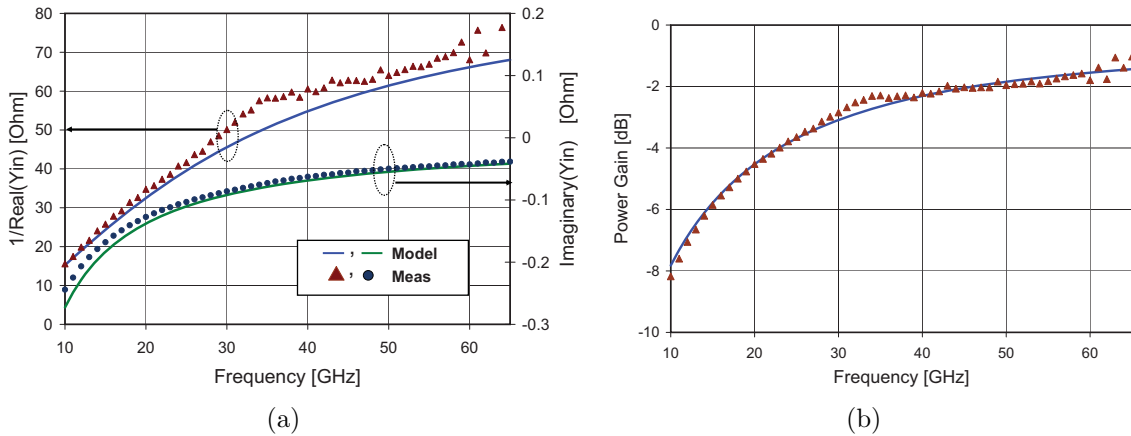 80
70
60
50
40
30
20
10
0
1/Real(Yin) [Ohm]
0.2
0.1
0
-0.1
-0.2
-0.3
Imaginary(Yin) [Ohm]
, Model
, Meas
10 20 30 40 50 60
Frequency [GHz]
(a)
0
-2
-4
-6
-8
-10
Power Gain [dB]
10 20 30 40 50 60
Frequency [GHz]
(b)